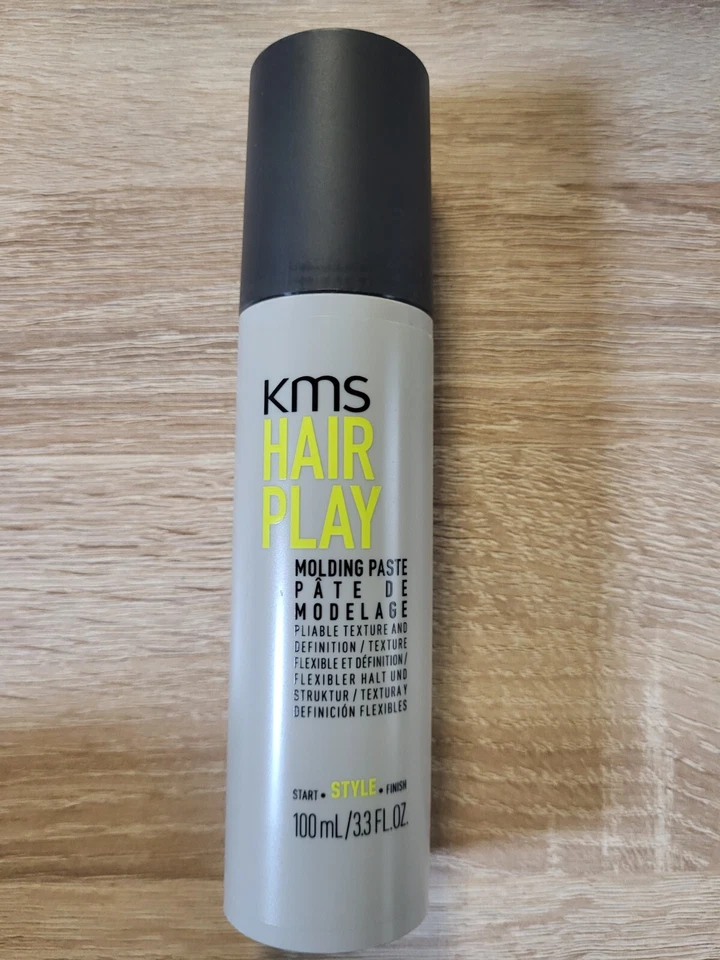 kms
HAIR
PLAY
MOLDING PASTE
PÂTE DE
MODELAGE
PLIABLE TEXTURE AND
DEFINITION / TEXTURE
FLEXIBLE ET DÉFINITION /
FLEXIBLER HALT UND
STRUKTUR / TEXTURA Y
DEFINICIÓN FLEXIBLES
START • STYLE • FINISH
100 mL/3.3 FL.OZ.